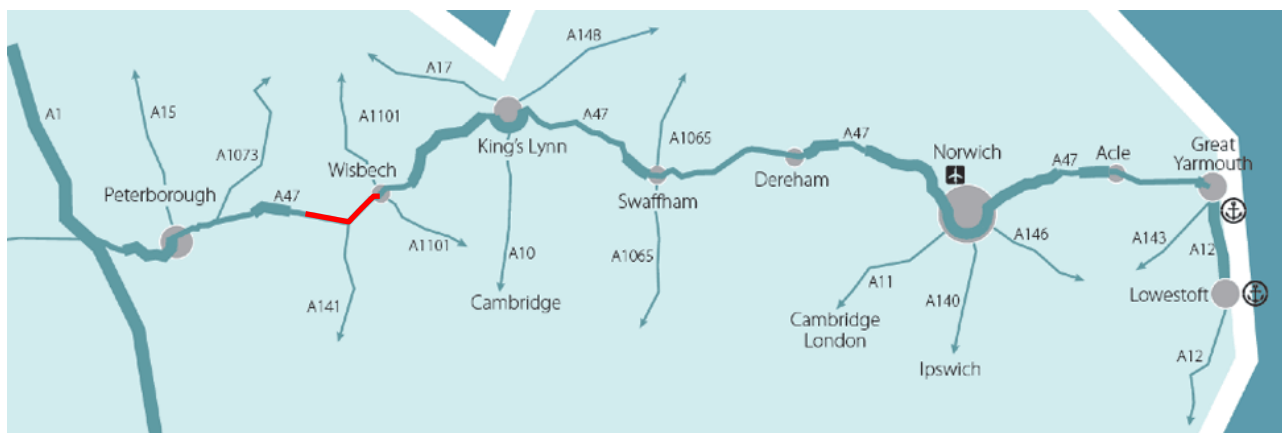 A148
A17
A1
A15
A1073
A1101
A47
A1065
King's Lynn
Wisbech
A47
Norwich
A47
Acle
Great
Yarmouth
Peterborough
A47
Dereham
Swaffham
A1101
A10
A1065
A146
A143
A12
A141
A11
A140
Lowestoft
Cambridge
Cambridge
London
Ipswich
A12